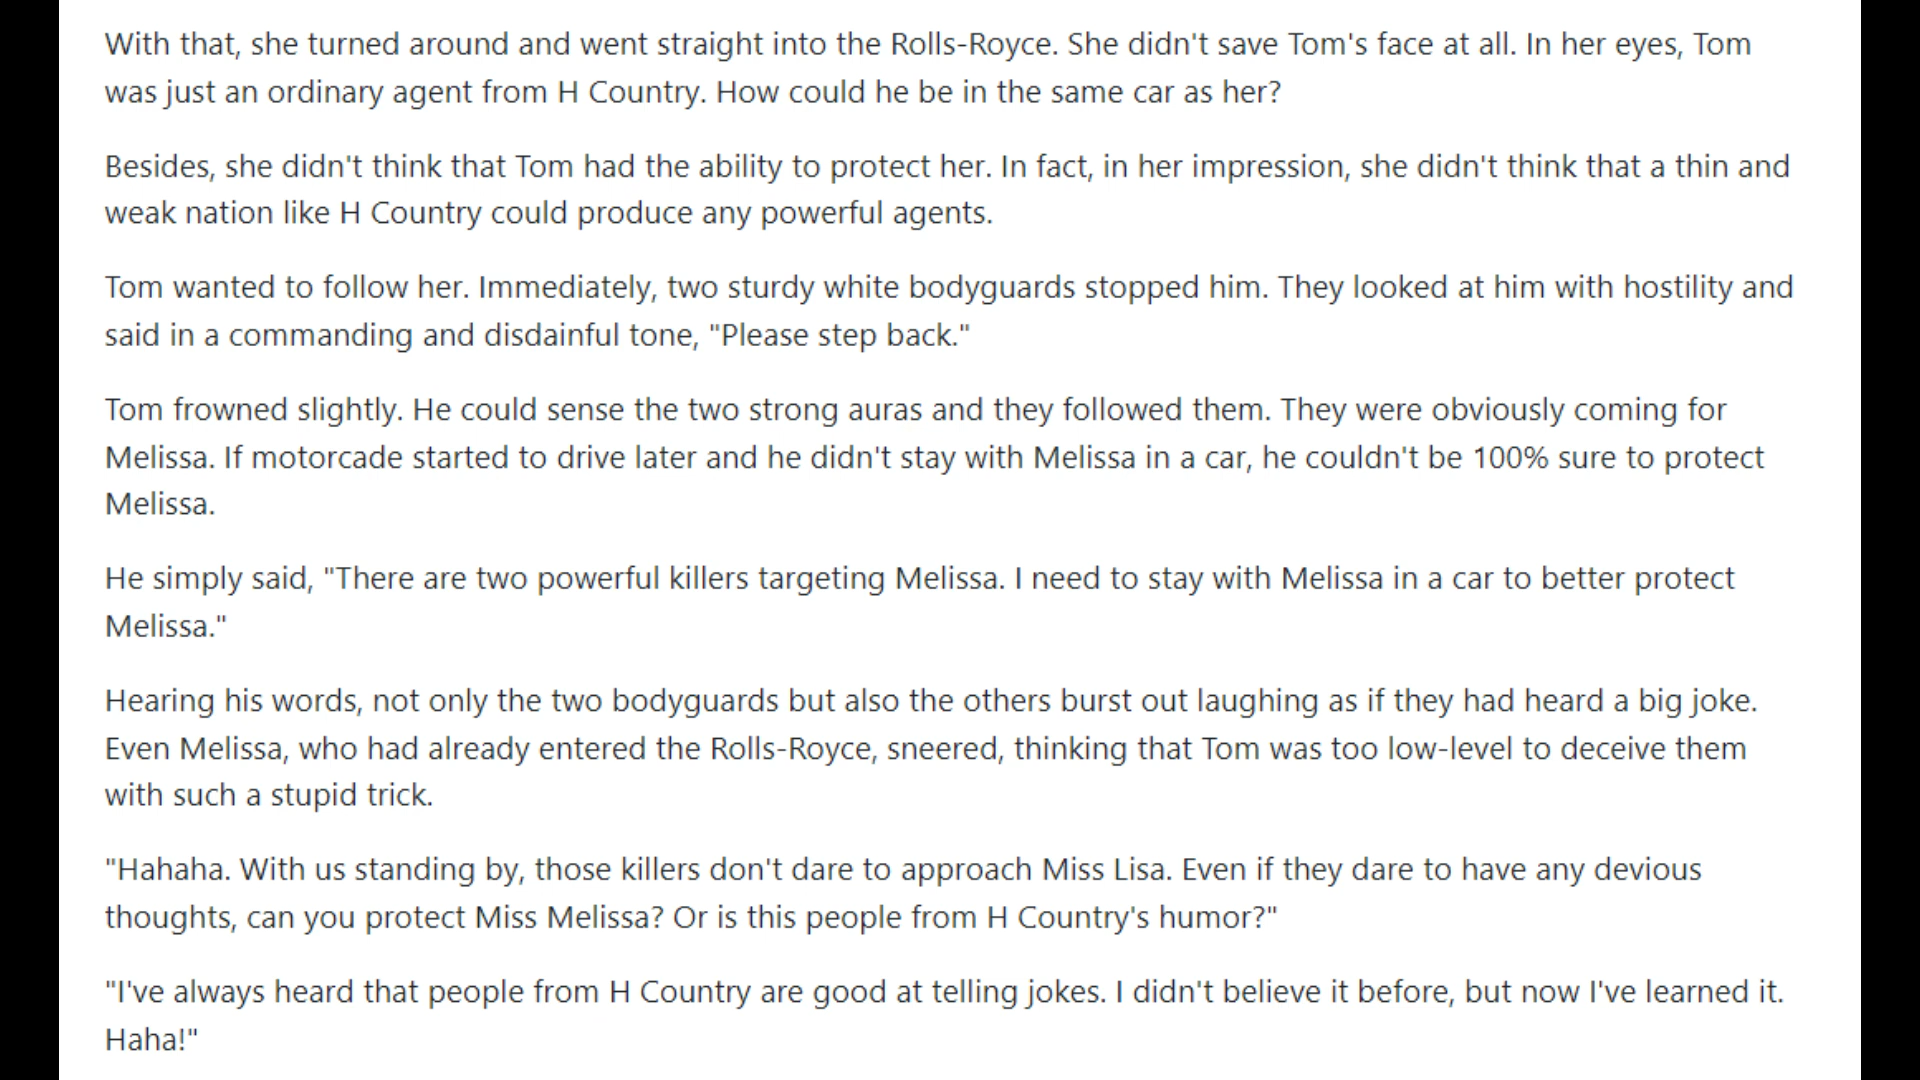 With that, she turned around and went straight into the Rolls-Royce. She didn't save Tom's face at all. In her eyes, Tom
was just an ordinary agent from H Country. How could he be in the same car as her?
Besides, she didn't think that Tom had the ability to protect her. In fact, in her impression, she didn't think that a thin and
weak nation like H Country could produce any powerful agents.
Tom wanted to follow her. Immediately, two sturdy white bodyguards stopped him. They looked at him with hostility and
said in a commanding and disdainful tone, "Please step back."
Tom frowned slightly. He could sense the two strong auras and they followed them. They were obviously coming for
Melissa. If motorcade started to drive later and he didn't stay with Melissa in a car, he couldn't be 100% sure to protect
Melissa.
He simply said, "There are two powerful killers targeting Melissa. I need to stay with Melissa in a car to better protect
Melissa."
Hearing his words, not only the two bodyguards but also the others burst out laughing as if they had heard a big joke.
Even Melissa, who had already entered the Rolls-Royce, sneered, thinking that Tom was too low-level to deceive them
with such a stupid trick.
"Hahaha. With us standing by, those killers don't dare to approach Miss Lisa. Even if they dare to have any devious
thoughts, can you protect Miss Melissa? Or is this people from H Country's humor?"
"I've always heard that people from H Country are good at telling jokes. I didn't believe it before, but now I've learned it.
Haha!"